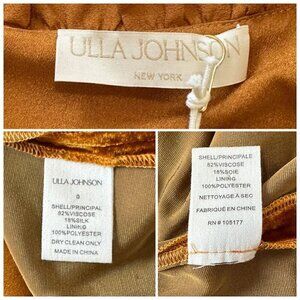 ULLA JOHNSON
NEW YORK
ULLA JOHNSON
0
SHELL/PRINCIPAL
82%VISCOSE
18%SILK
LINING
100%POLYESTER
DRY CLEAN ONLY
MADE IN CHINA
SHELL/PRINCIPALE
82%VISCOSE
18%SOIE
LINING
100%POLYESTER
NETTOYAGE À SEC
FABRIQUÉ EN CHINE
RN # 105177